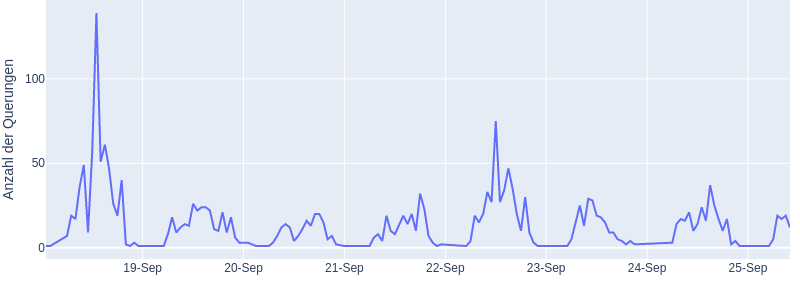 Anzahl der Querungen
100
50
0
19-Sep
20-Sep
21-Sep
22-Sep
23-Sep
24-Sep
25-Sep